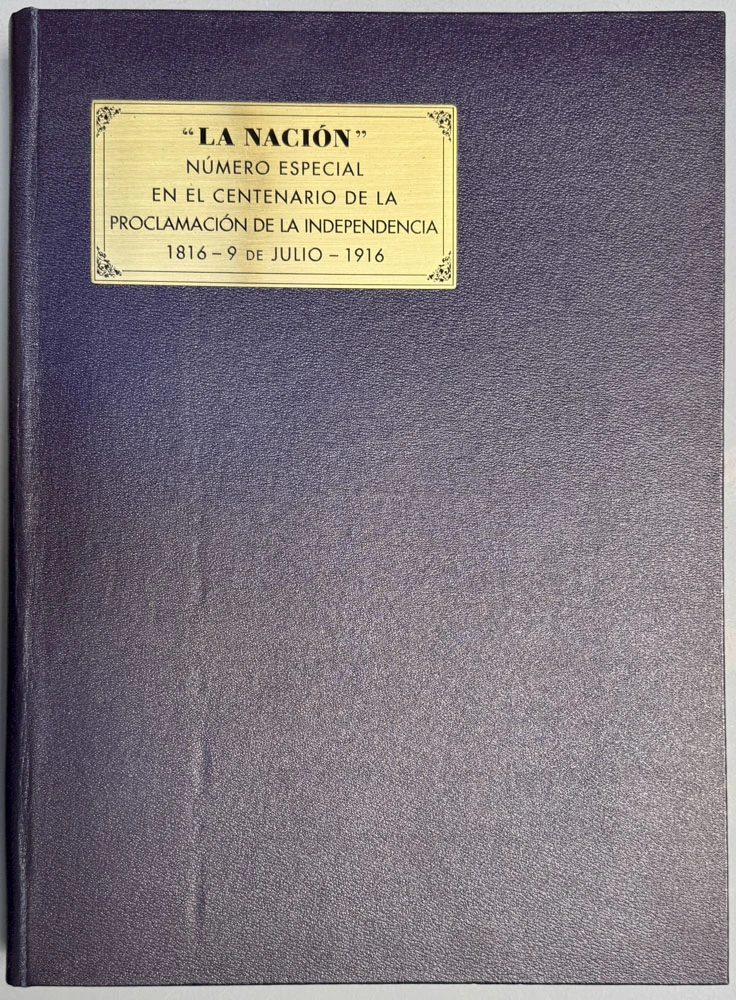 “LA NACIÓN”
NÚMERO ESPECIAL
EN EL CENTENARIO DE LA
PROCLAMACIÓN DE LA INDEPENDENCIA
1816 – 9 DE JULIO – 1916